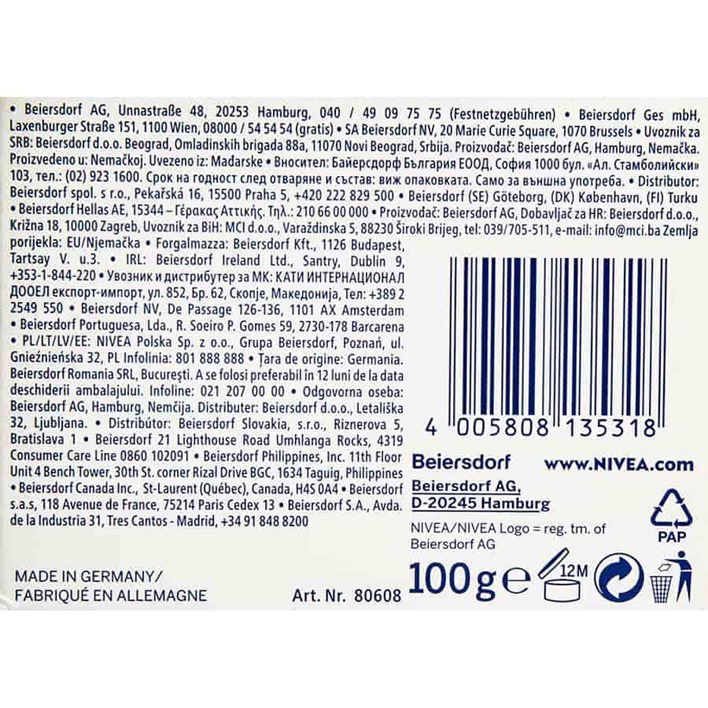 • Beiersdorf AG, Unnastraße 48, 20253 Hamburg, 040 / 49 09 75 75 (Festnetzgebühren) • Beiersdorf Ges mbH,
Laxenburger Straße 151, 1100 Wien, 08000 / 54 54 54 (gratis) • SA Beiersdorf NV, 20 Marie Curie Square, 1070 Brussels • Uvoznik za
SRB: Beiersdorf d.o.o. Beograd, Omladinskih brigada 88a, 11070 Novi Beograd, Srbija. Proizvođač: Beiersdorf AG, Hamburg, Nemačka.
Proizvedeno u: Nemačkoj. Uvezeno iz: Mađarske • Вносител: Байерсдорф България ЕООД, София 1000 бул. "Ал. Стамболийски"
103, тел.: (02) 923 1600. Срок на годност след отваряне и състав: виж опаковката. Само за външна употреба. • Distributor:
Beiersdorf spol. s r.o., Pekařská 16, 15500 Praha 5, +420 222 829 500 • Beiersdorf (SE) Göteborg, (DK) København, (FI) Turku
• Beiersdorf Hellas AE, 15344 – Γέρακας Αττικής. Τηλ.: 210 66 00 000 • Proizvođač: Beiersdorf AG, Dobavljač za HR: Beiersdorf d.o.o.,
Križna 18, 10000 Zagreb, Uvoznik za BiH: MCI d.o.o., Varaždinska 5, 88230 Široki Brijeg, tel: 039/705-511, e-mail: info@mci.ba Zemlja
porijekla: EU/Njemačka • Forgalmazza: Beiersdorf Kft., 1126 Budapest,
Tartsay V. u.3. • IRL: Beiersdorf Ireland Ltd., Santry, Dublin 9,
+353-1-844-220 • Увозник и дистрибутер за МК: КАТИ ИНТЕРНАЦИОНАЛ
ДООЕЛ експорт-импорт, ул. 852, Бр. 62, Скопје, Македонија, Тел: +389 2
2549 550 • Beiersdorf NV, De Passage 126-136, 1101 AX Amsterdam
• Beiersdorf Portuguesa, Lda., R. Soeiro P. Gomes 59, 2730-178 Barcarena
• PL/LT/LV/EE: NIVEA Polska Sp. z o.o., Grupa Beiersdorf, Poznań, ul.
Gnieźnieńska 32, PL Infolinia: 801 888 888 • Țara de origine: Germania.
Beiersdorf Romania SRL, București. A se folosi preferabil în 12 luni de la data
deschiderii ambalajului. Infoline: 021 207 00 00 • Odgovorna oseba:
Beiersdorf AG, Hamburg, Nemčija. Distributer: Beiersdorf d.o.o., Letališka
32, Ljubljana. • Distribútor: Beiersdorf Slovakia, s.r.o., Riznerova 5,
Bratislava 1 • Beiersdorf 21 Lighthouse Road Umhlanga Rocks, 4319
Consumer Care Line 0860 102091 • Beiersdorf Philippines, Inc. 11th Floor
Unit 4 Bench Tower, 30th St. corner Rizal Drive BGC, 1634 Taguig, Philippines
• Beiersdorf Canada Inc., St-Laurent (Québec), Canada, H4S 0A4 • Beiersdorf
s.a.s, 118 Avenue de France, 75214 Paris Cedex 13 • Beiersdorf S.A., Avda.
de la Industria 31, Tres Cantos - Madrid, +34 91 848 8200
4 005808 135318
Beiersdorf www.NIVEA.com
Beiersdorf AG,
D-20245 Hamburg
NIVEA/NIVEA Logo = reg. tm. of
Beiersdorf AG
PAP
MADE IN GERMANY/
FABRIQUÉ EN ALLEMAGNE
Art. Nr. 80608
100 g e
12M